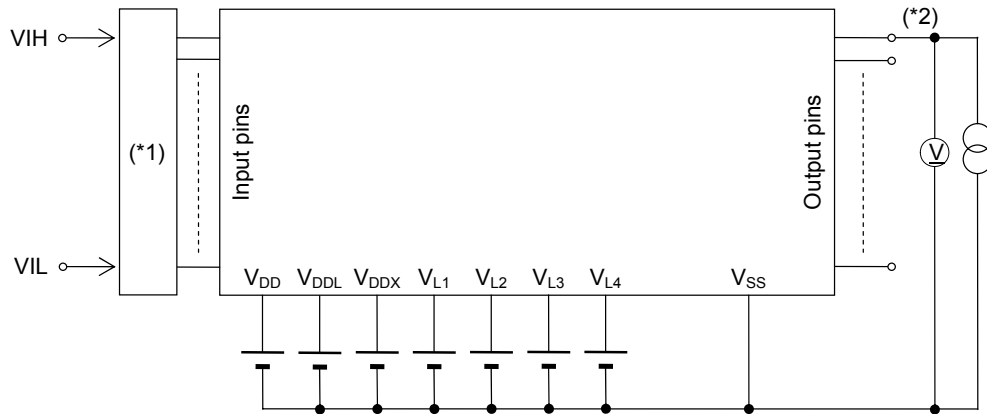 VIH
(*2)
(*1)
Input pins
Output pins
V
VIL
VDD VDDL VDDX VL1 VL2 VL3 VL4 VSS